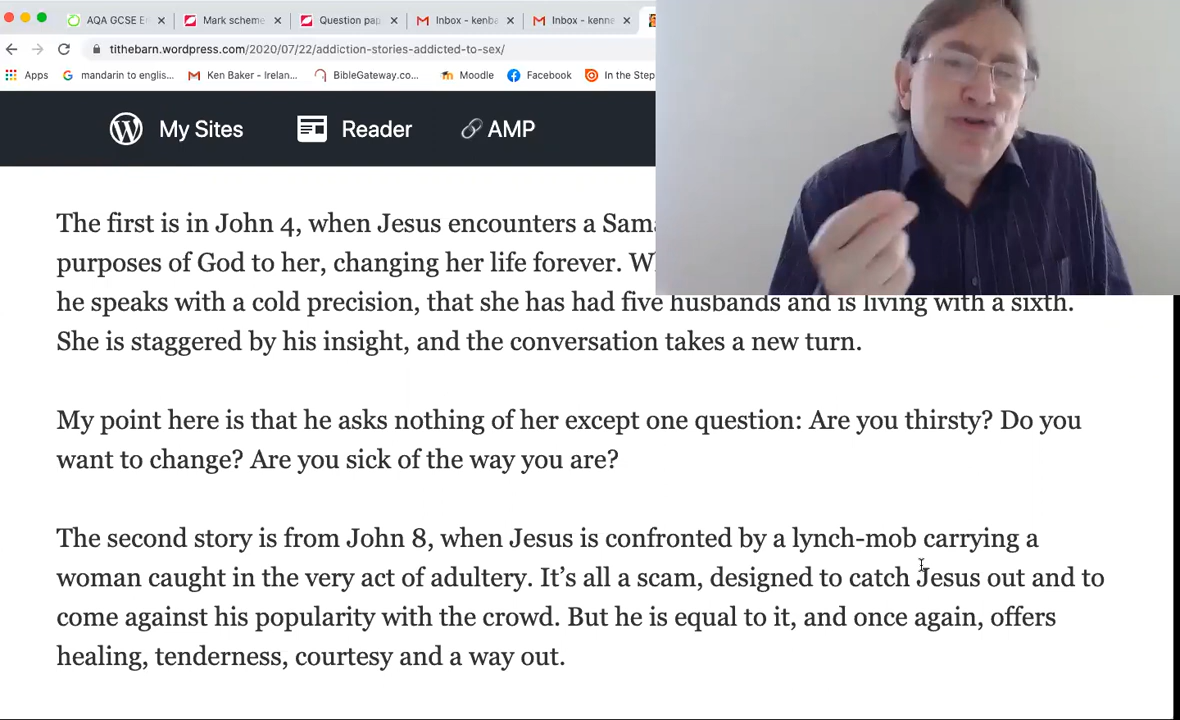 AQA GCSE E
Mark scheme
Question pap
Inbox - kenba
Inbox - kenne
tithebarn.wordpress.com/2020/07/22/addiction-stories-addicted-to-sex/
Apps mandarin to englis... Ken Baker - Irelan... BibleGateway.co... Moodle Facebook In the Step
My Sites Reader AMP
The first is in John 4, when Jesus encounters a Sama
purposes of God to her, changing her life forever. W
he speaks with a cold precision, that she has had five husbands and is living with a sixth.
She is staggered by his insight, and the conversation takes a new turn.
My point here is that he asks nothing of her except one question: Are you thirsty? Do you
want to change? Are you sick of the way you are?
The second story is from John 8, when Jesus is confronted by a lynch-mob carrying a
woman caught in the very act of adultery. It’s all a scam, designed to catch Jesus out and to
come against his popularity with the crowd. But he is equal to it, and once again, offers
healing, tenderness, courtesy and a way out.